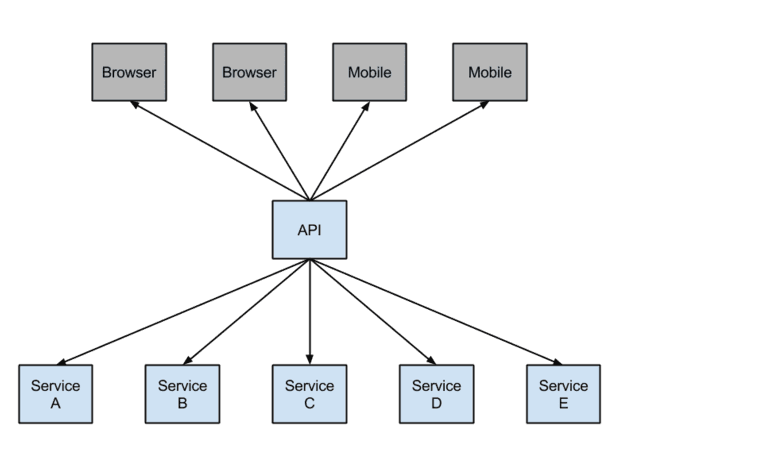 Browser
Browser
Mobile
Mobile
API
Service
A
Service
B
Service
C
Service
D
Service
E